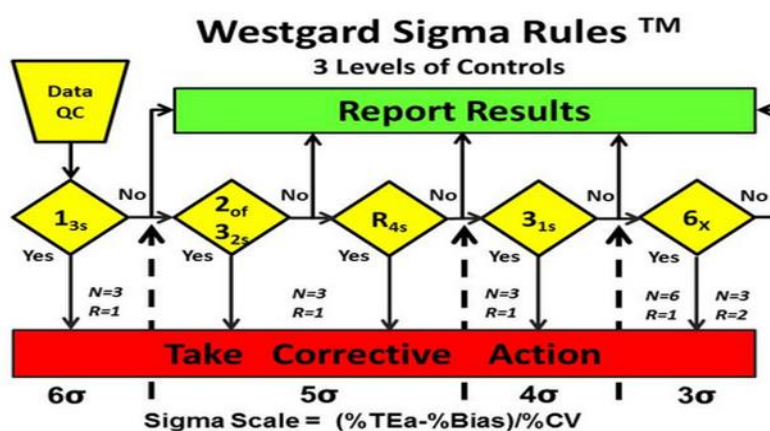 Westgard Sigma Rules TM
3 Levels of Controls
Data
QC
Report Results
No
No
No
No
No
13s
2of
32s
R4s
31s
6X
Yes
Yes
Yes
Yes
Yes
N=3
R=1
N=3
R=1
N=3
R=1
N=6
R=1
N=3
R=2
Take Corrective Action
6σ
5σ
4σ
3σ
Sigma Scale = (%TEa-%Bias)/%CV